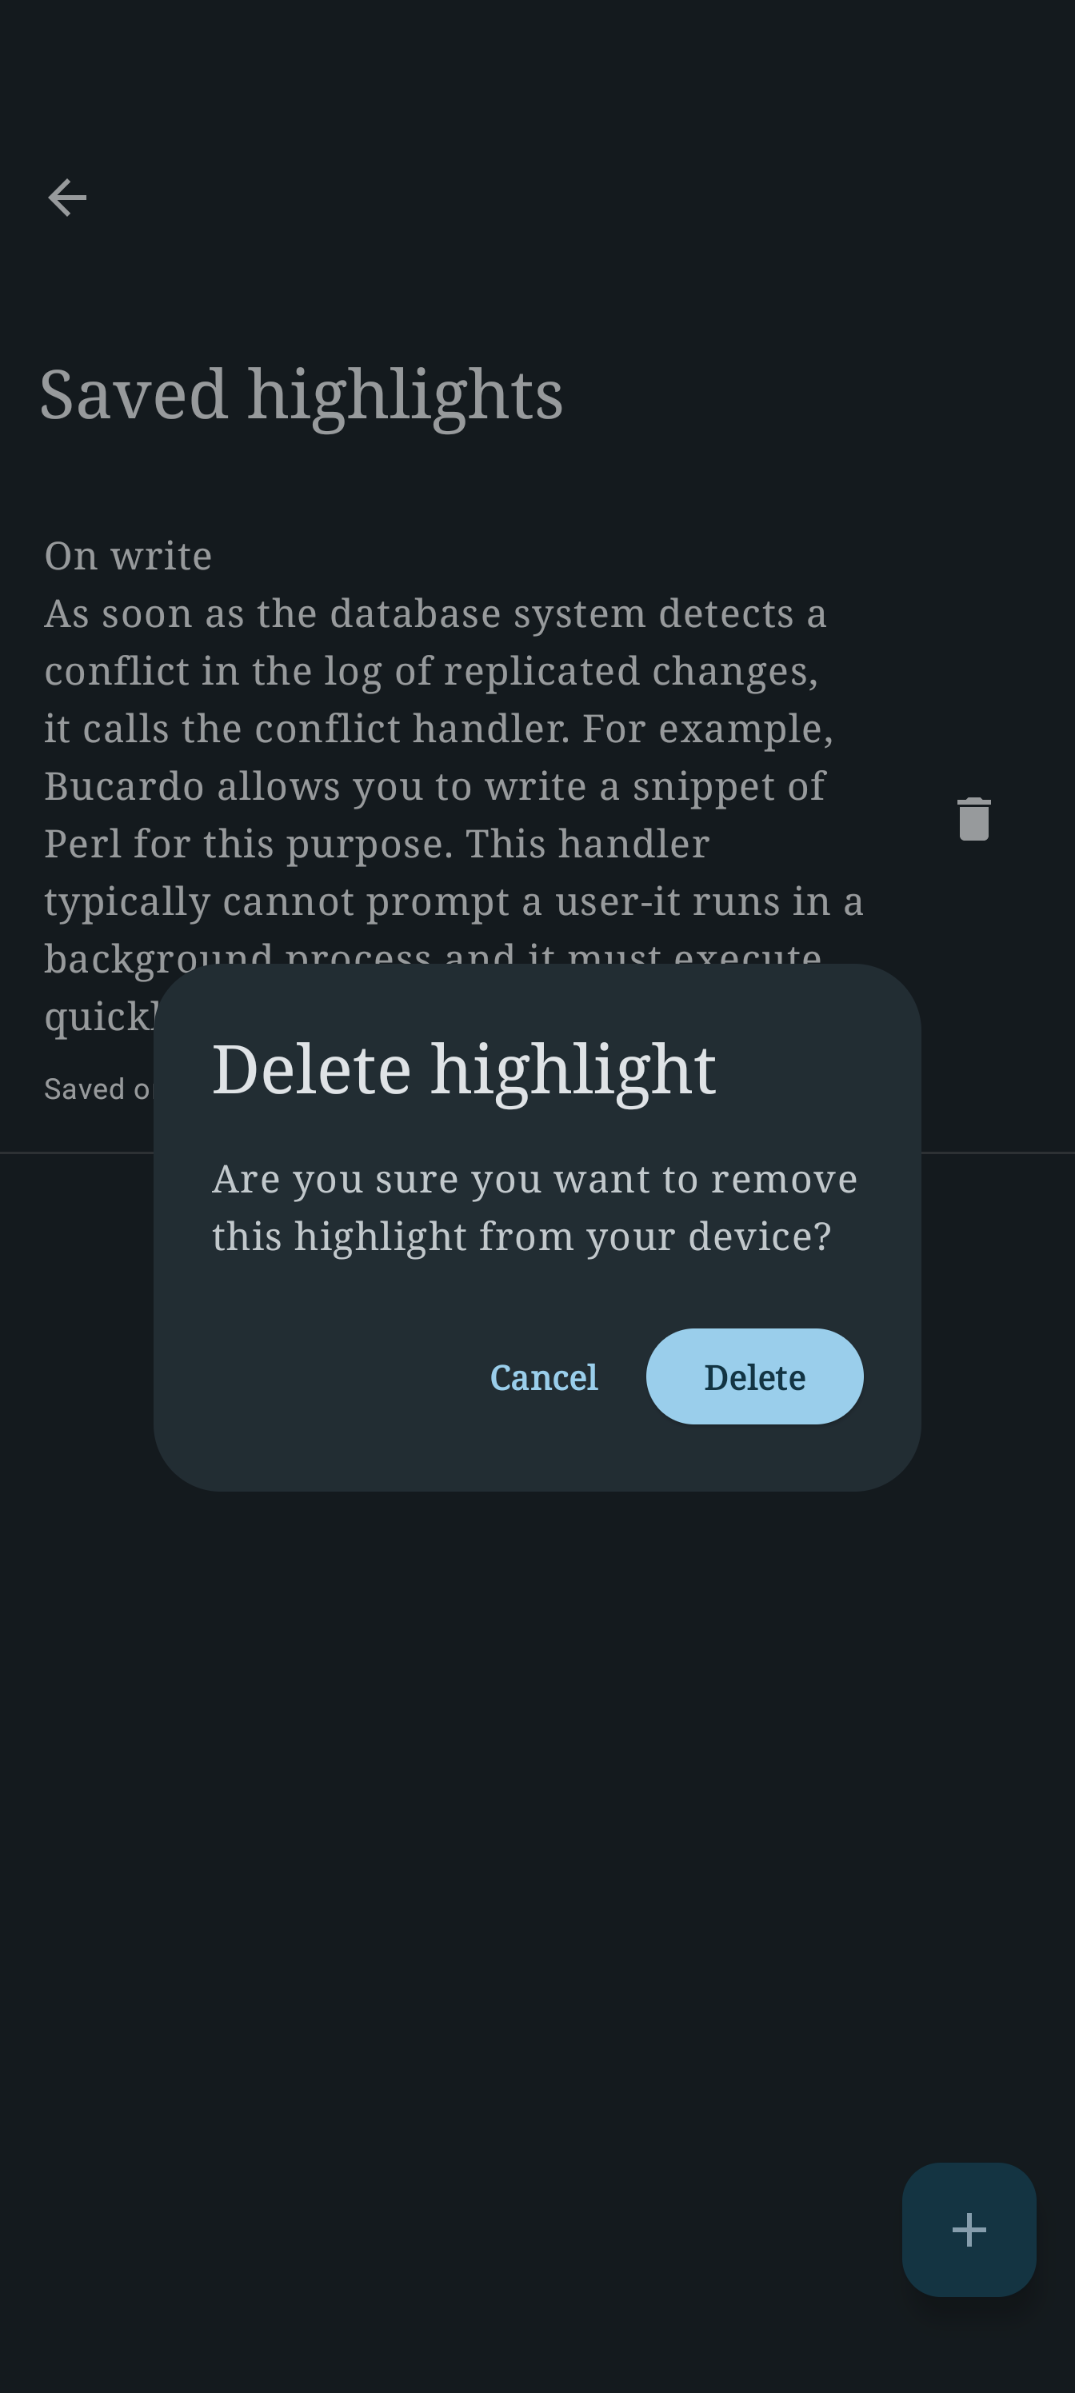 Saved highlights
On write
As soon as the database system detects a
conflict in the log of replicated changes,
it calls the conflict handler. For example,
Bucardo allows you to write a snippet of
Perl for this purpose. This handler
typically cannot prompt a user-it runs in a
background process and it must execute
Saved
Delete highlight
Are you sure you want to remove
this highlight from your device?
Cancel
Delete